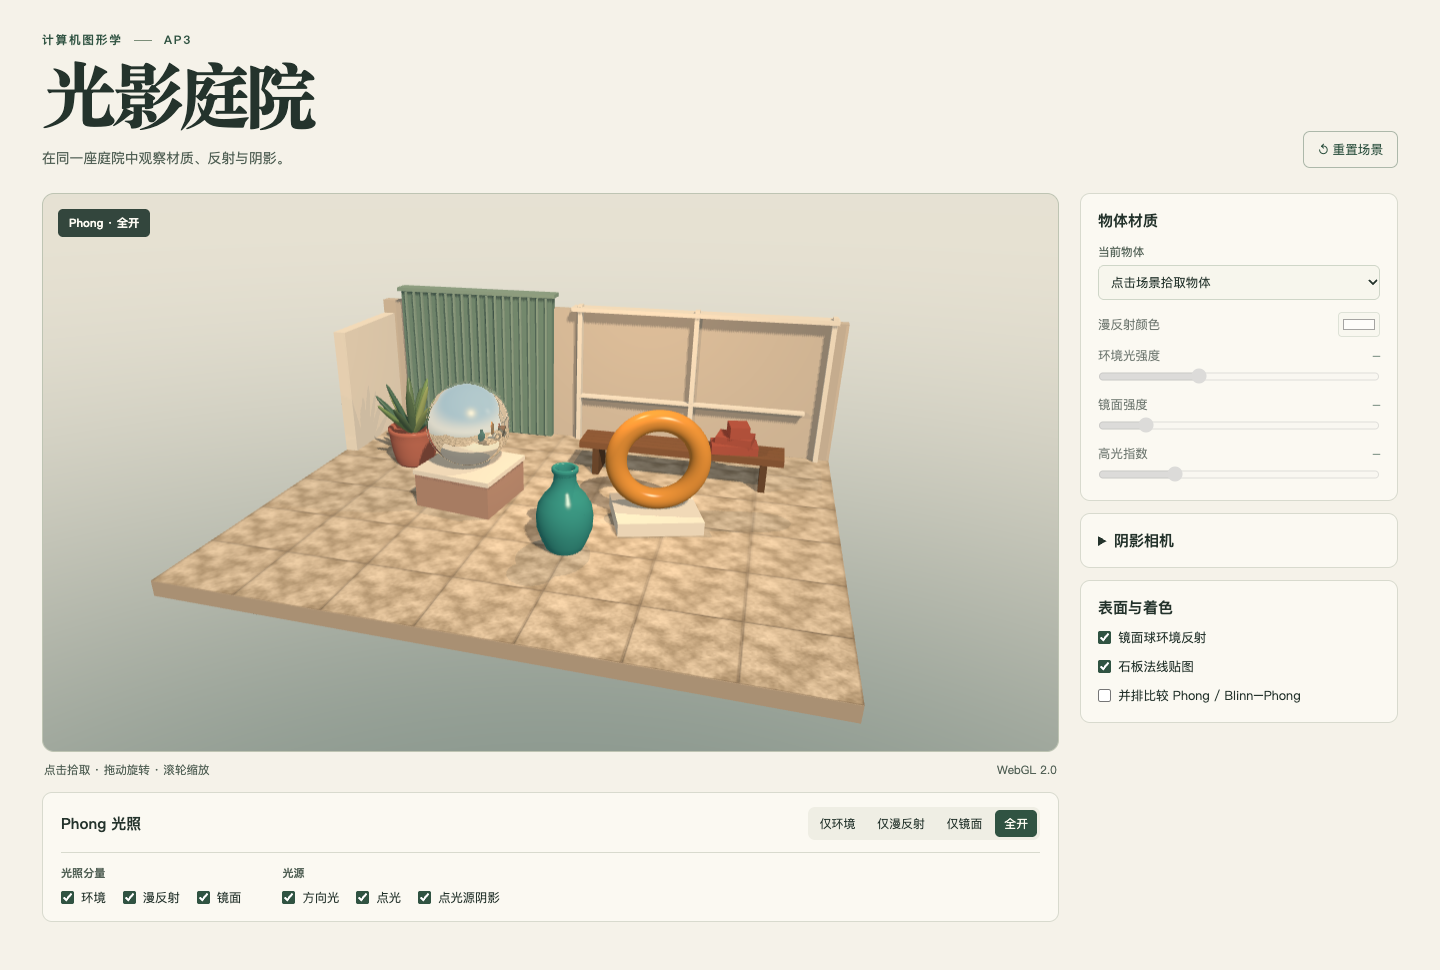 计算机图形学 — AP3
光影庭院
在同一座庭院中观察材质、反射与阴影。
↺ 重置场景
Phong · 全开
点击拾取 · 拖动旋转 · 滚轮缩放
WebGL 2.0
Phong 光照
仅环境 仅漫反射 仅镜面 全开
光照分量
环境 漫反射 镜面
光源
方向光 点光 点光源阴影
物体材质
当前物体
点击场景拾取物体
漫反射颜色
环境光强度 –
镜面强度 –
高光指数 –
阴影相机
表面与着色
镜面球环境反射
石板法线贴图
并排比较 Phong / Blinn—Phong